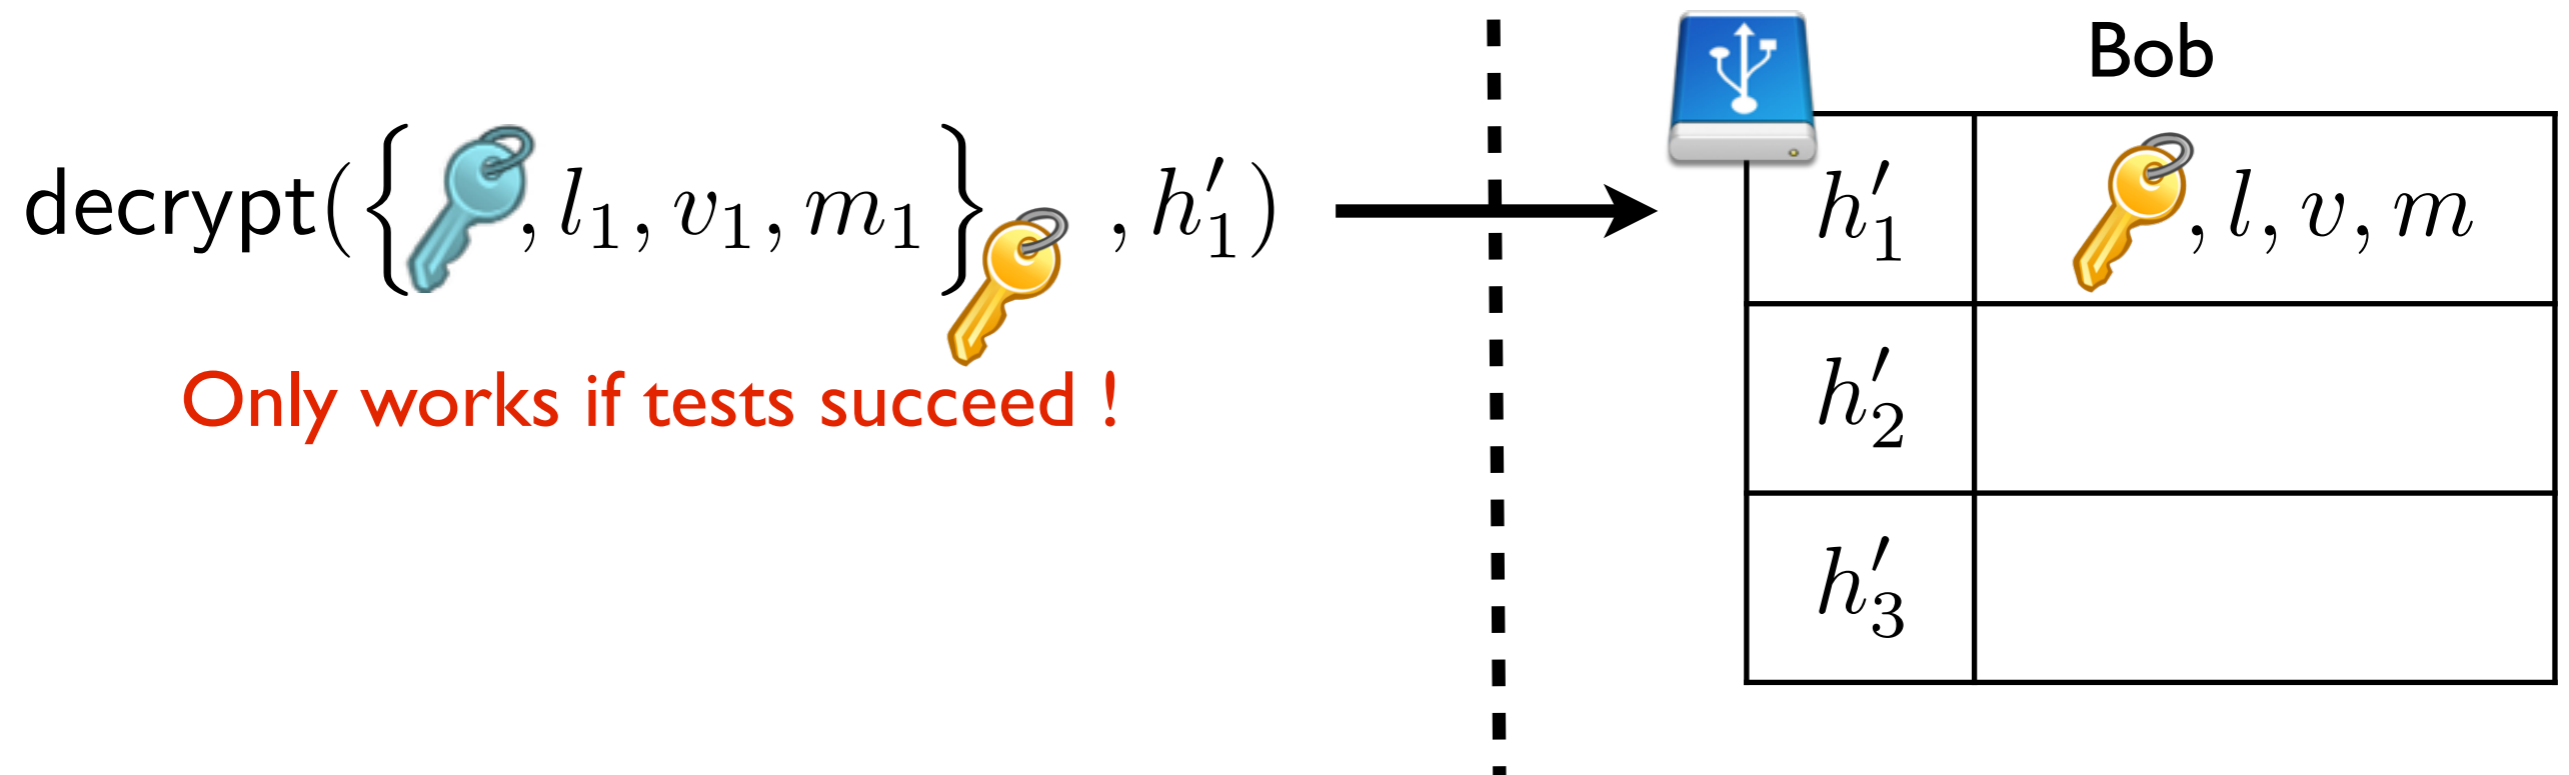 Bob
decrypt({ , l₁, v₁, m₁} , h′₁)
h′₁ , l, v, m
Only works if tests succeed !
h′₂
h′₃